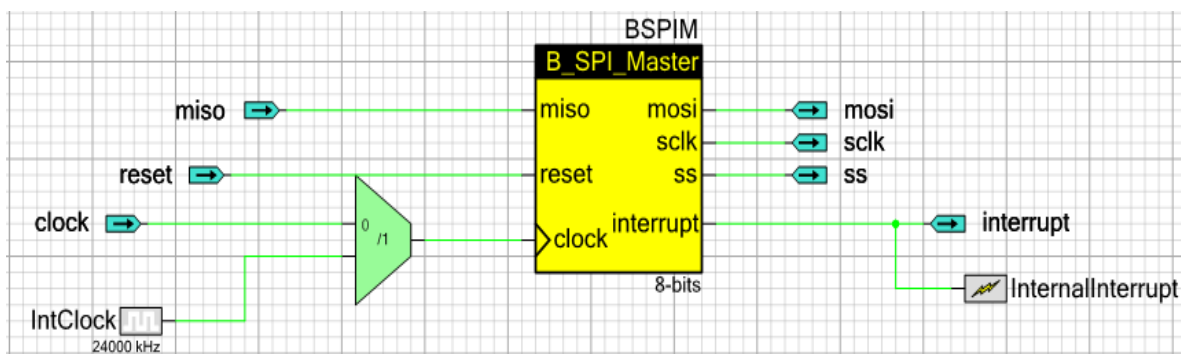 BSPIM
B_SPI_Master
miso
miso
mosi
mosi
sclk
sclk
reset
reset
ss
ss
clock
0
/1
clock
interrupt
interrupt
8-bits
InternalInterrupt
IntClock
24000 kHz